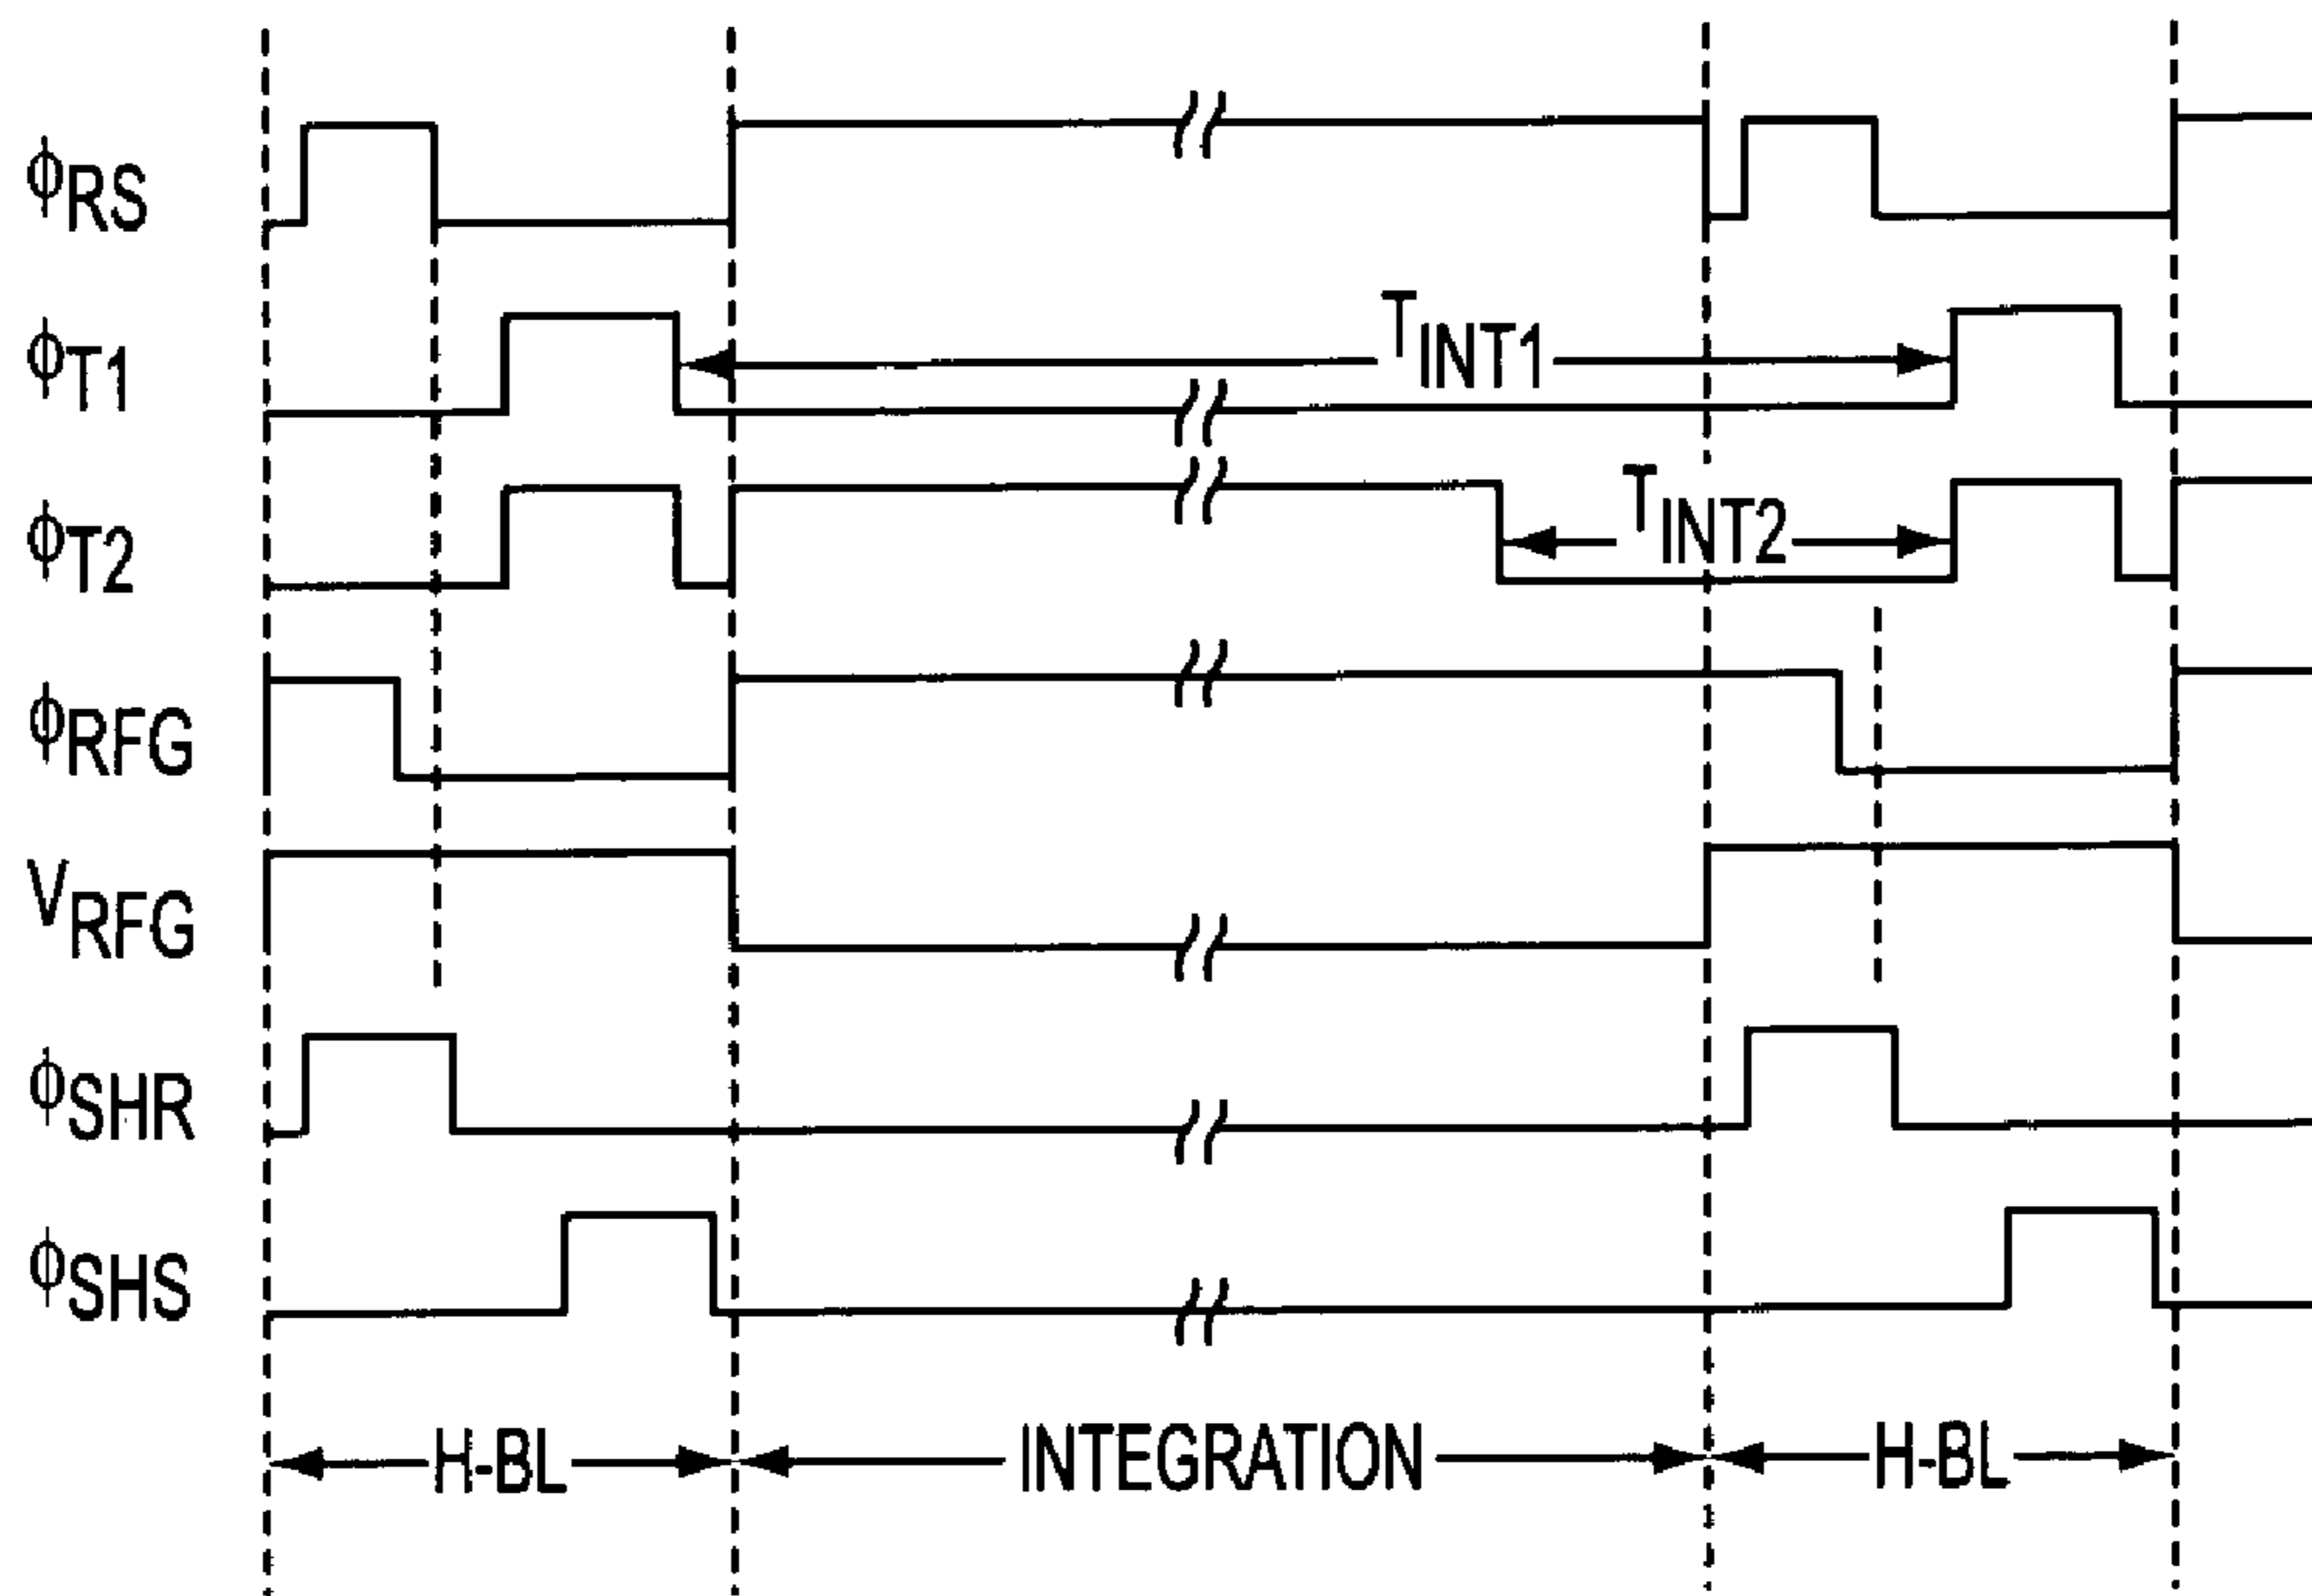 ϕRS
ϕT1
TINT1
ϕT2
TINT2
ϕRFG
VRFG
ϕSHR
ϕSHS
H-BL INTEGRATION H-BL